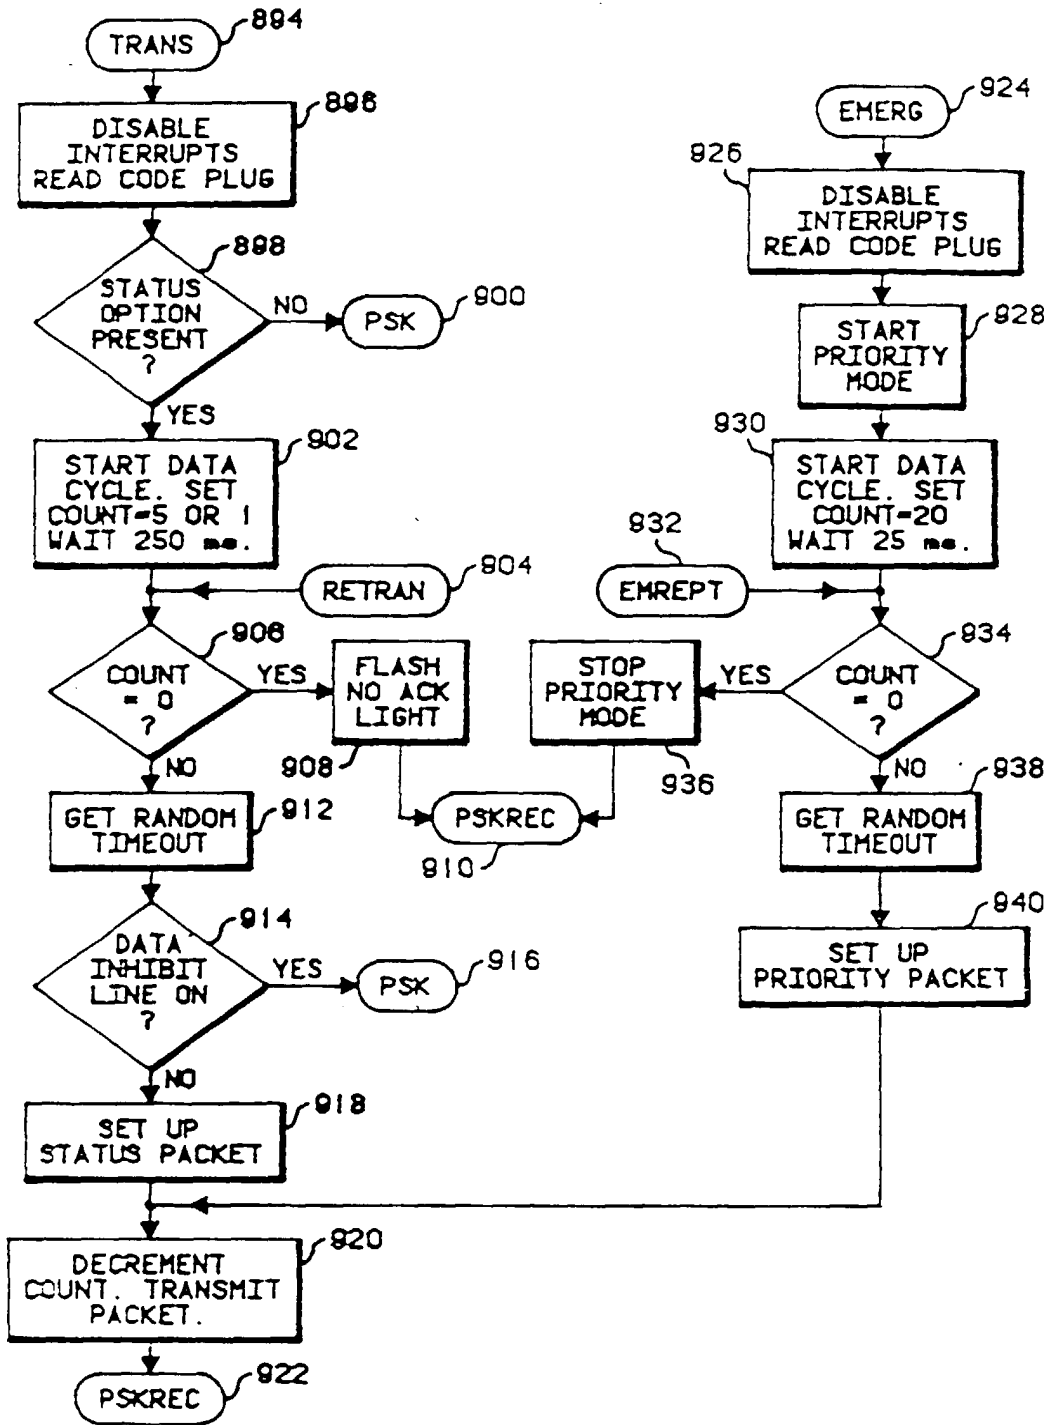 TRANS
894
896
DISABLE
INTERRUPTS
READ CODE PLUG
898
STATUS
OPTION
PRESENT
?
NO
PSK
900
YES
902
START DATA
CYCLE. SET
COUNT=5 OR 1
WAIT 250 ms.
RETRAN
904
906
COUNT
= 0
?
YES
FLASH
NO ACK
LIGHT
908
NO
GET RANDOM
TIMEOUT
912
PSKREC
910
914
DATA
INHIBIT
LINE ON
?
YES
PSK
916
NO
918
SET UP
STATUS PACKET
920
DECREMENT
COUNT. TRANSMIT
PACKET.
PSKREC
922
EMERG
924
926
DISABLE
INTERRUPTS
READ CODE PLUG
928
START
PRIORITY
MODE
930
START DATA
CYCLE. SET
COUNT=20
WAIT 25 ms.
932
EMREPT
934
COUNT
= 0
?
YES
STOP
PRIORITY
MODE
936
NO
938
GET RANDOM
TIMEOUT
940
SET UP
PRIORITY PACKET